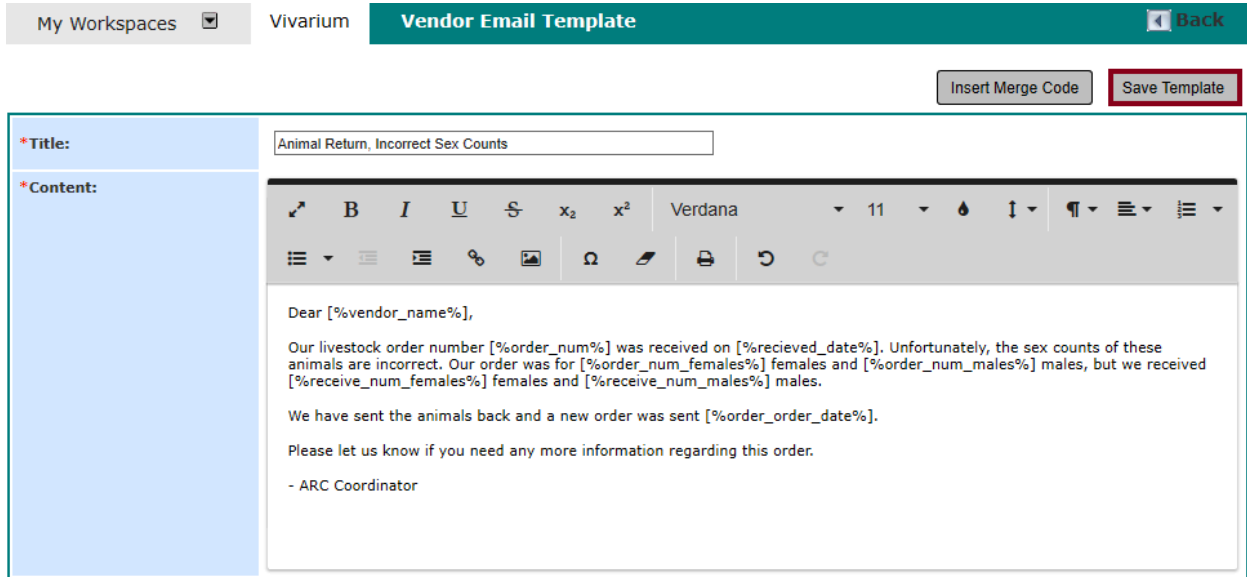 My Workspaces
Vivarium
Vendor Email Template
Back
Insert Merge Code
Save Template
*Title:
Animal Return, Incorrect Sex Counts
*Content:
B I U S x₂ x² Verdana 11
Ω
Dear [%vendor_name%],
Our livestock order number [%order_num%] was received on [%recieved_date%]. Unfortunately, the sex counts of these
animals are incorrect. Our order was for [%order_num_females%] females and [%order_num_males%] males, but we received
[%receive_num_females%] females and [%receive_num_males%] males.
We have sent the animals back and a new order was sent [%order_order_date%].
Please let us know if you need any more information regarding this order.
- ARC Coordinator